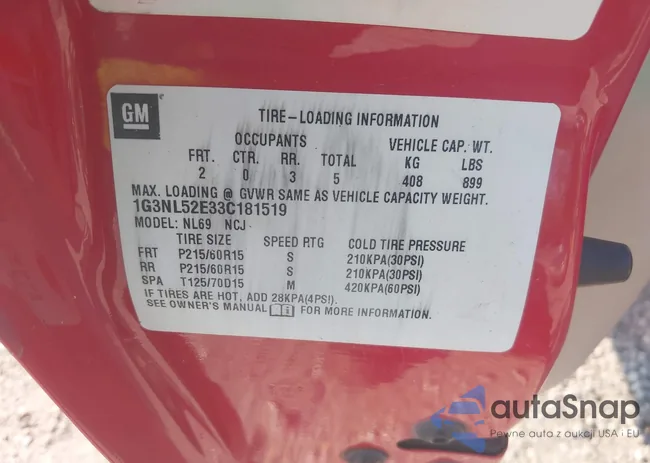 GM
TIRE-LOADING INFORMATION
OCCUPANTS VEHICLE CAP. WT.
FRT. CTR. RR. TOTAL KG LBS
2 0 3 5 408 899
MAX. LOADING @ GVWR SAME AS VEHICLE CAPACITY WEIGHT.
1G3NL52E33C181519
MODEL: NL69 NCJ
TIRE SIZE SPEED RTG COLD TIRE PRESSURE
FRT P215/60R15 S 210KPA(30PSI)
RR P215/60R15 S 210KPA(30PSI)
SPA T125/70D15 M 420KPA(60PSI)
IF TIRES ARE HOT, ADD 28KPA(4PSI).
SEE OWNER'S MANUAL FOR MORE INFORMATION.
autaSnap
Pewne auta z aukcji USA i EU